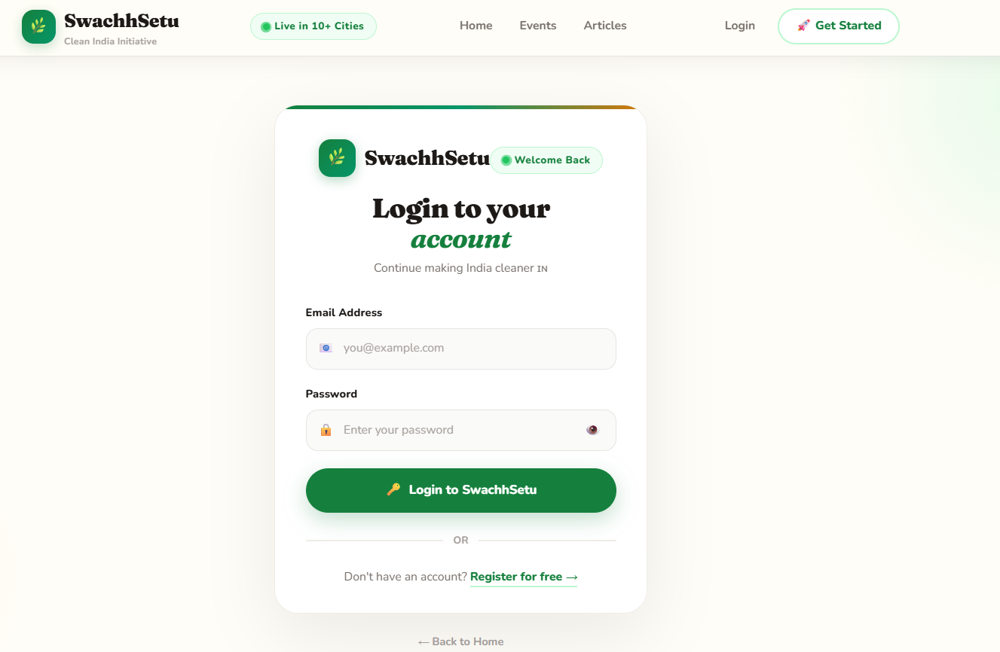 SwachhSetu
Clean India Initiative
Live in 10+ Cities
Home
Events
Articles
Login
Get Started
SwachhSetu
Welcome Back
Login to your
account
Continue making India cleaner IN
Email Address
you@example.com
Password
Enter your password
Login to SwachhSetu
OR
Don't have an account? Register for free →
← Back to Home